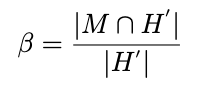 β = |M ∩ H′| / |H′|